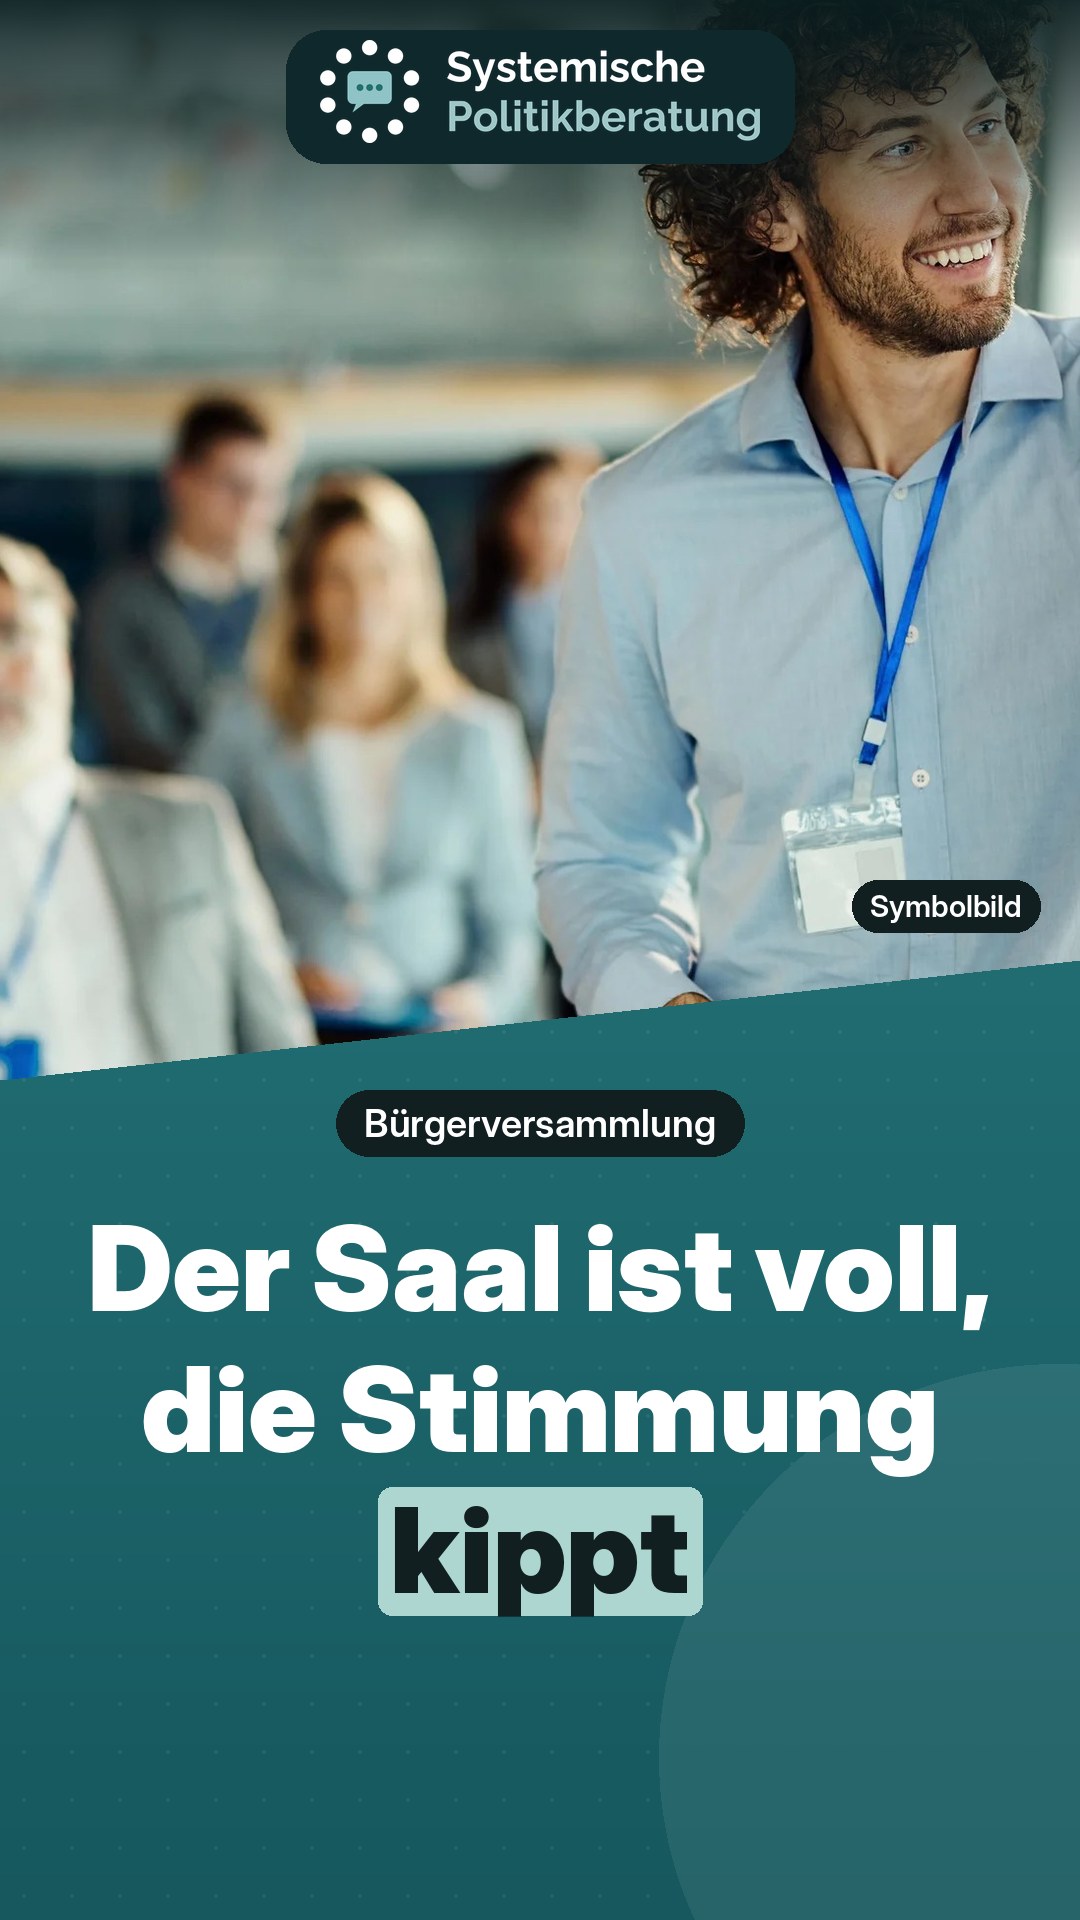 Systemische
Politikberatung
Symbolbild
Bürgerversammlung
Der Saal ist voll,
die Stimmung
kippt